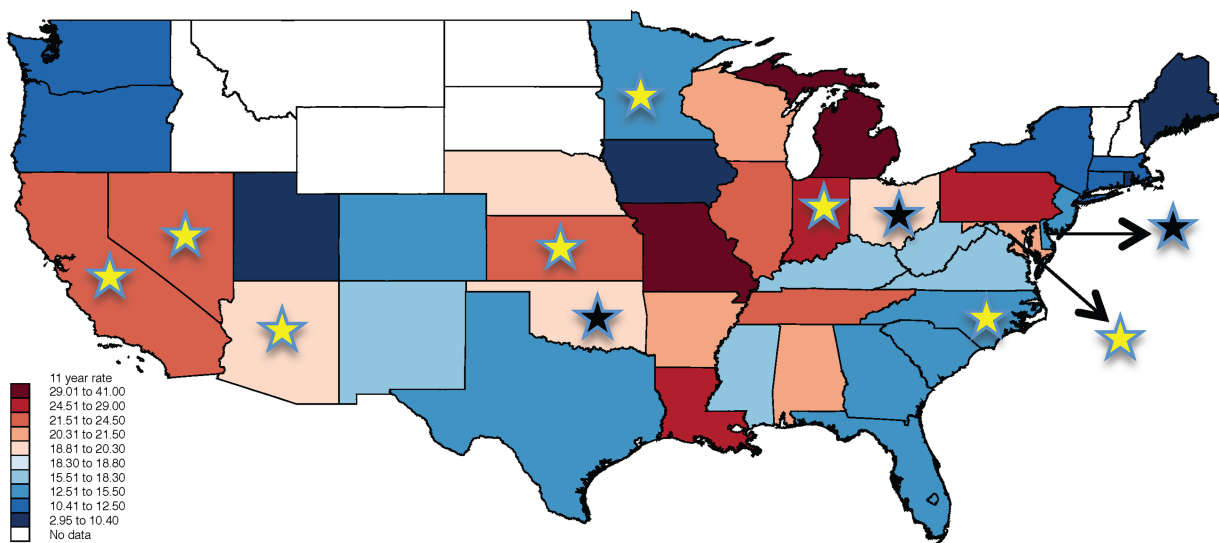 11 year rate
29.01 to 41.00
24.51 to 29.00
21.51 to 24.50
20.31 to 21.50
18.81 to 20.30
18.30 to 18.80
15.51 to 18.30
12.51 to 15.50
10.41 to 12.50
2.95 to 10.40
No data